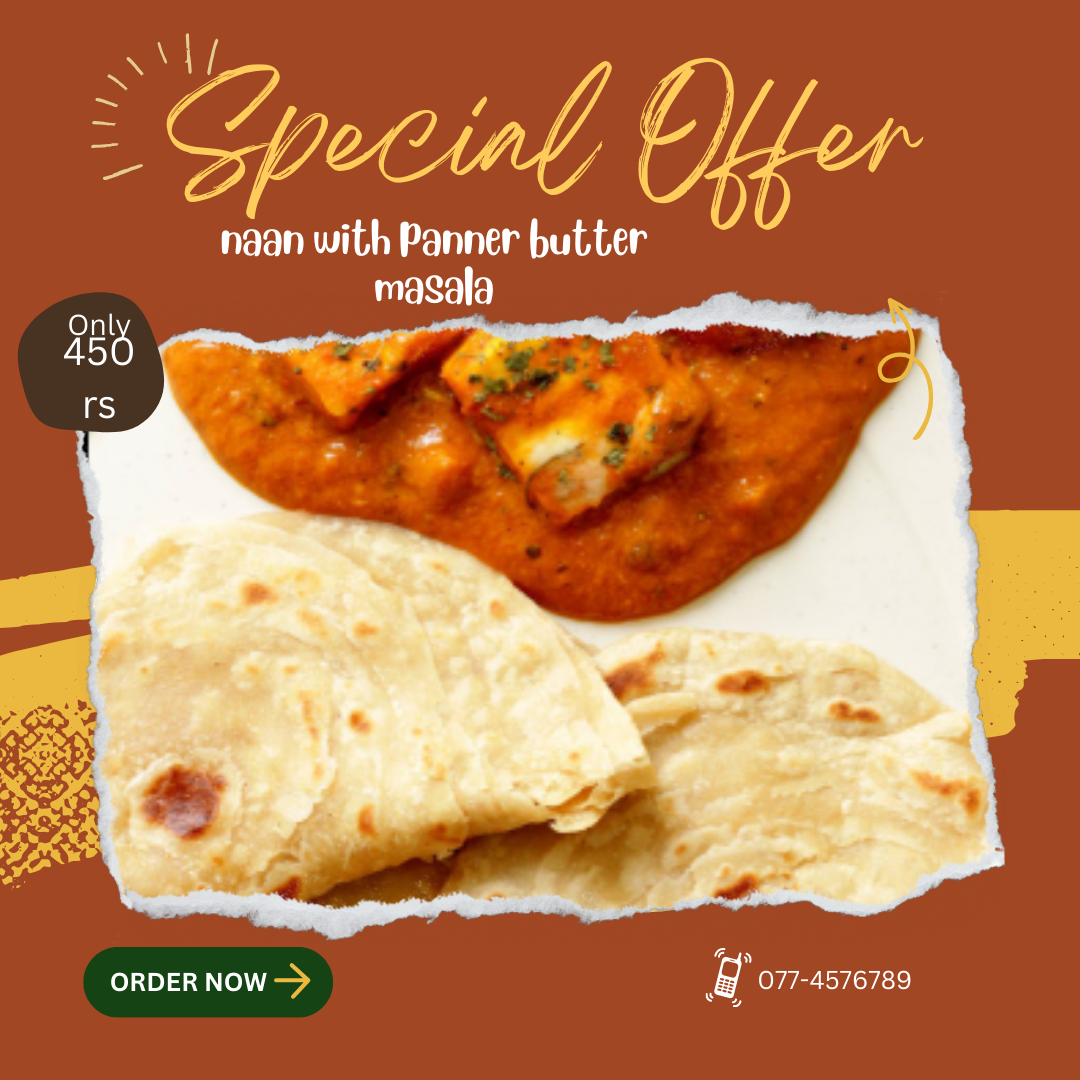 Special Offer
naan with Panner butter
masala
Only
450
rs
ORDER NOW
077-4576789